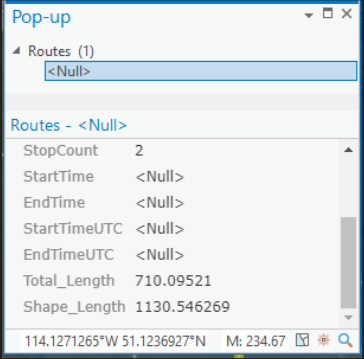 Pop-up
Routes (1)
<Null>
Routes - <Null>
StopCount 2
StartTime <Null>
EndTime <Null>
StartTimeUTC <Null>
EndTimeUTC <Null>
Total_Length 710.09521
Shape_Length 1130.546269
114.1271265°W 51.1236927°N M: 234.67